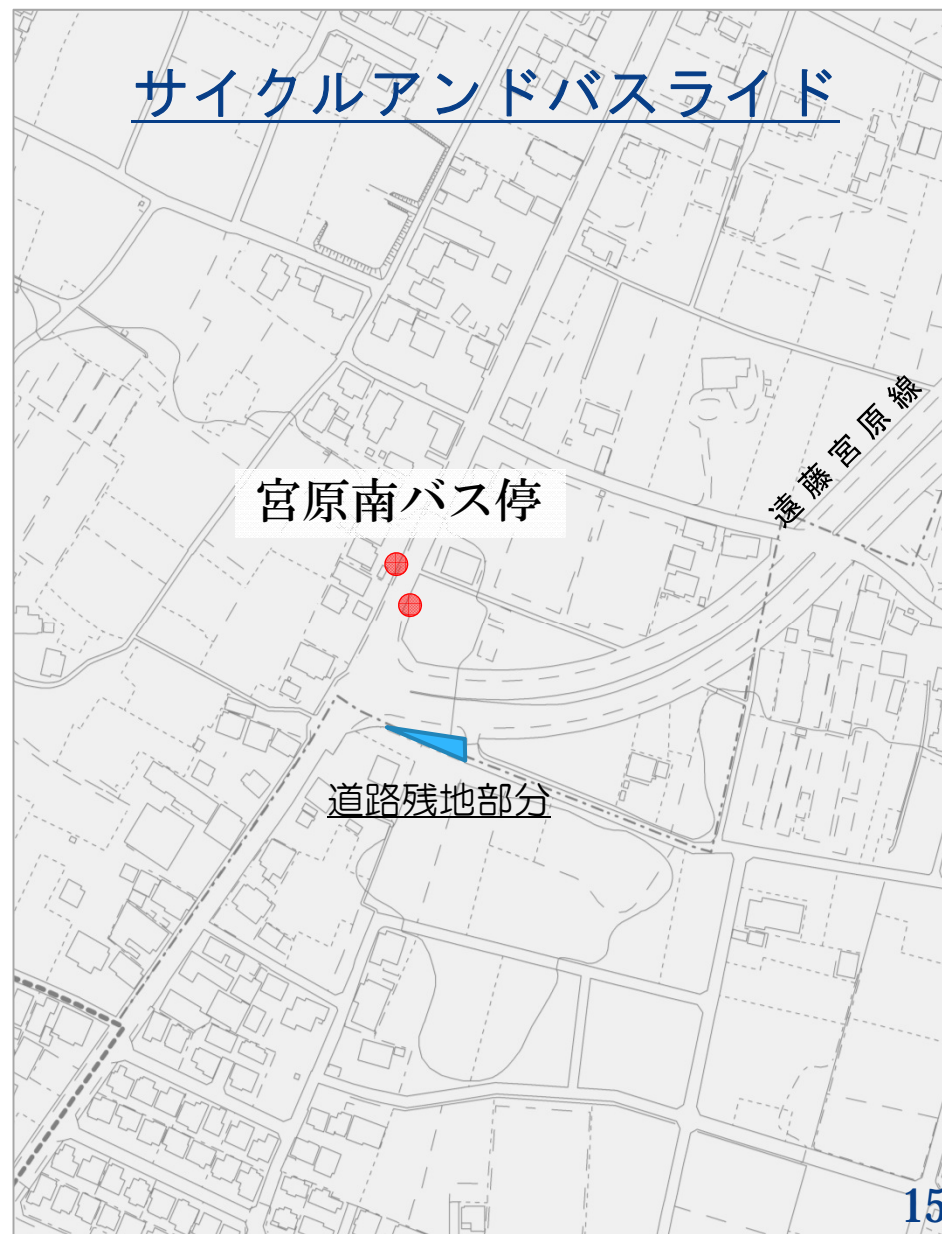 サイクルアンドバスライド
遠藤宮原線
宮原南バス停
道路残地部分
15